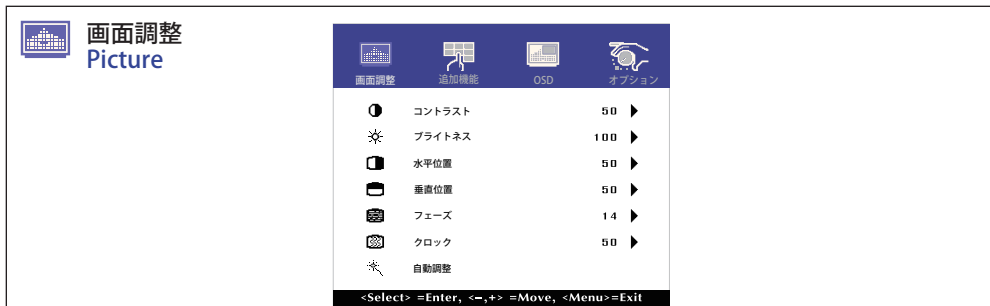 画面調整
Picture
画面調整 追加機能 OSD オプション
コントラスト 50
ブライトネス 100
水平位置 50
垂直位置 50
フェーズ 14
クロック 50
自動調整
<Select> =Enter, <−,+> =Move, <Menu>=Exit